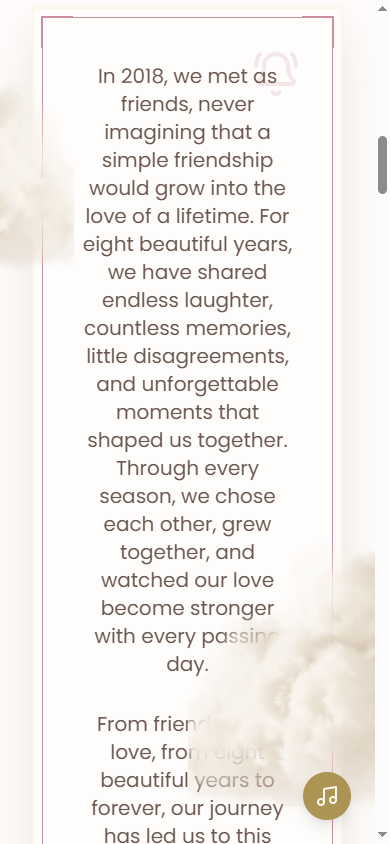 In 2018, we met as
friends, never
imagining that a
simple friendship
would grow into the
love of a lifetime. For
eight beautiful years,
we have shared
endless laughter,
countless memories,
little disagreements,
and unforgettable
moments that
shaped us together.
Through every
season, we chose
each other, grew
together, and
watched our love
become stronger
with every passing
day.
From friends to
love, from eight
beautiful years to
forever, our journey
has led us to this